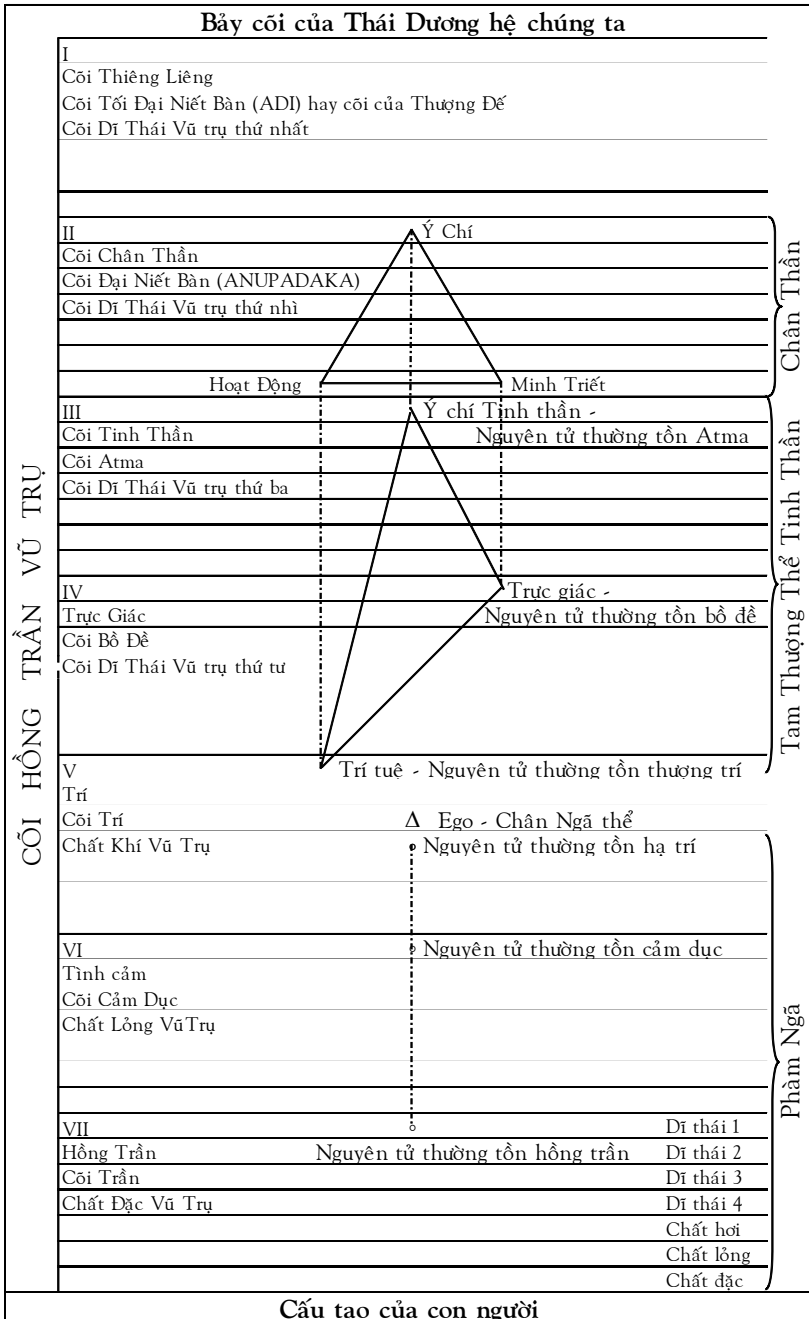 Bảy cõi của Thái Dương hệ chúng ta
CÕI HỒNG TRẦN VŨ TRỤ
I
Cõi Thiêng Liêng
Cõi Tối Đại Niết Bàn (ADI) hay cõi của Thượng Đế
Cõi Dĩ Thái Vũ trụ thứ nhất
II
Ý Chí
Cõi Chân Thần
Cõi Đại Niết Bàn (ANUPADAKA)
Cõi Dĩ Thái Vũ trụ thứ nhì
Hoạt Động
Minh Triết
Chân Thần
III
Ý chí Tinh thần -
Cõi Tinh Thần
Nguyên tử thường tồn Atma
Cõi Atma
Cõi Dĩ Thái Vũ trụ thứ ba
IV
Trực giác -
Trực Giác
Nguyên tử thường tồn bồ đề
Cõi Bồ Đề
Cõi Dĩ Thái Vũ trụ thứ tư
Tam Thượng Thể Tinh Thần
V
Trí tuệ - Nguyên tử thường tồn thượng trí
Trí
Cõi Trí
Δ Ego - Chân Ngã thể
Chất Khí Vũ Trụ
Nguyên tử thường tồn hạ trí
VI
Nguyên tử thường tồn cảm dục
Tình cảm
Cõi Cảm Dục
Chất Lỏng VũTrụ
Phàm Ngã
VII
Dĩ thái 1
Hồng Trần
Nguyên tử thường tồn hồng trần
Dĩ thái 2
Cõi Trần
Dĩ thái 3
Chất Đặc Vũ Trụ
Dĩ thái 4
Chất hơi
Chất lỏng
Chất đặc
Cấu tạo của con người